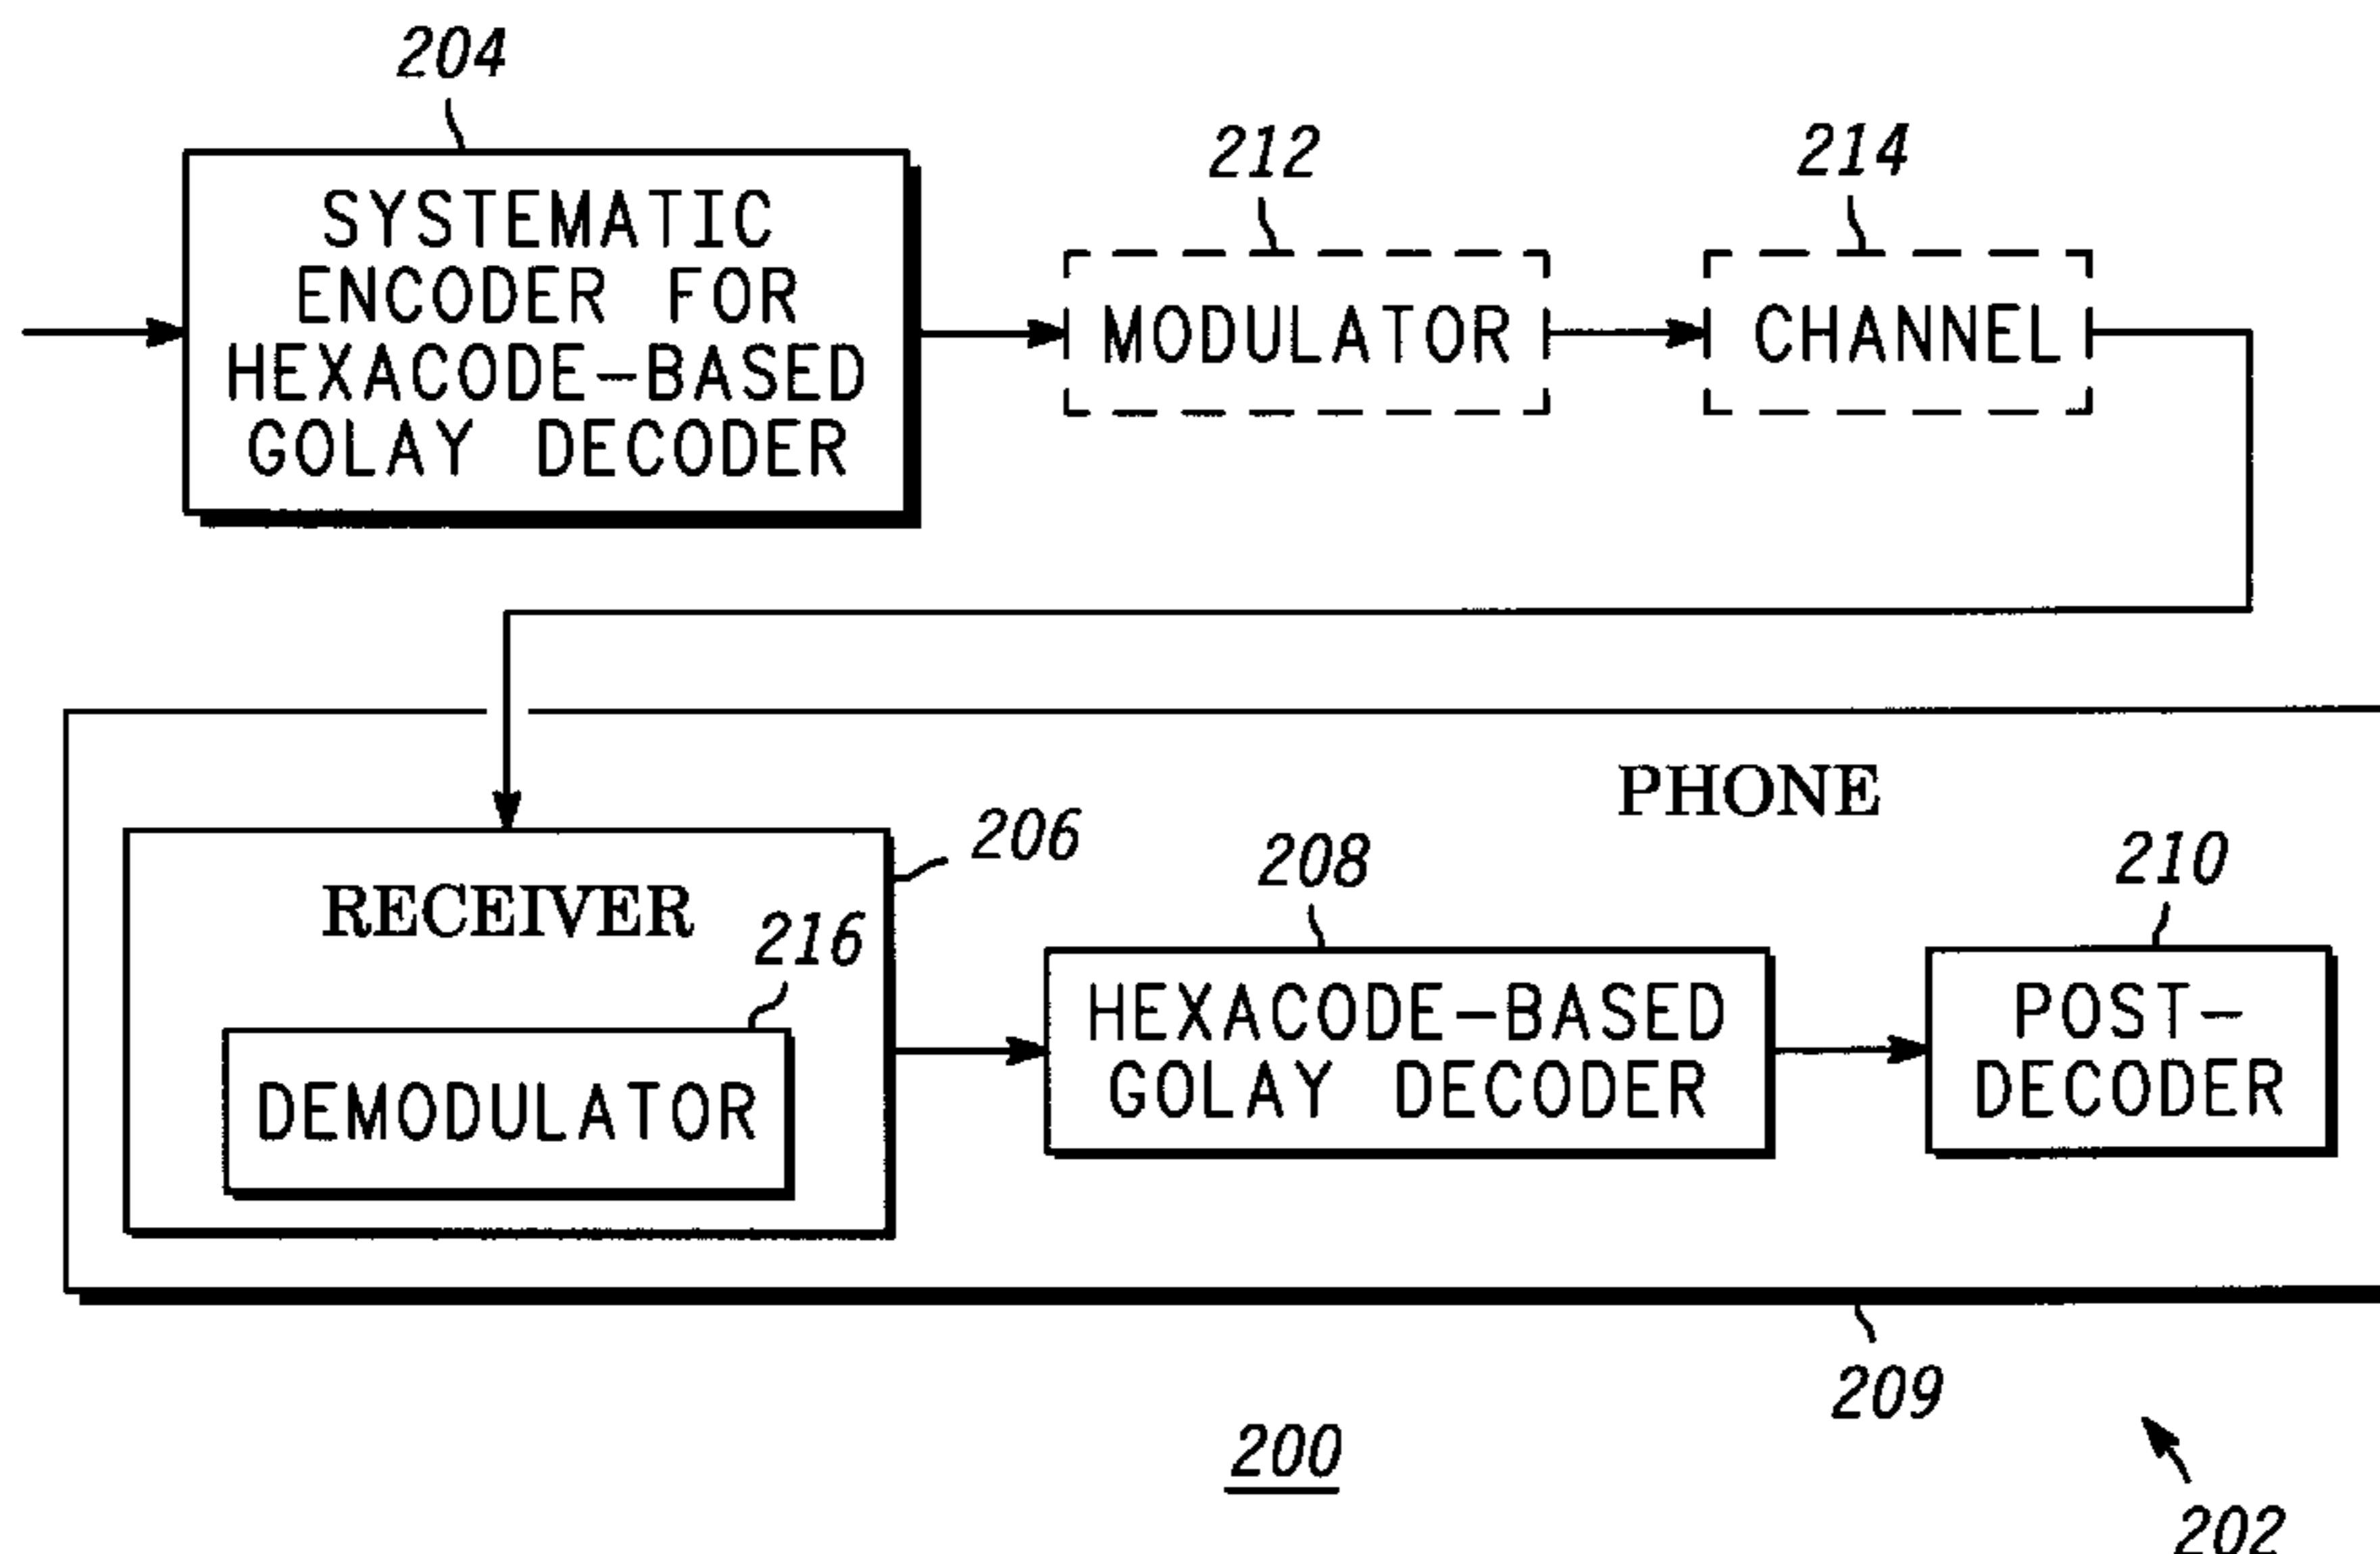 204
SYSTEMATIC
ENCODER FOR
HEXACODE-BASED
GOLAY DECODER
212
MODULATOR
214
CHANNEL
PHONE
206
RECEIVER
216
DEMODULATOR
208
HEXACODE-BASED
GOLAY DECODER
210
POST-
DECODER
209
200
202